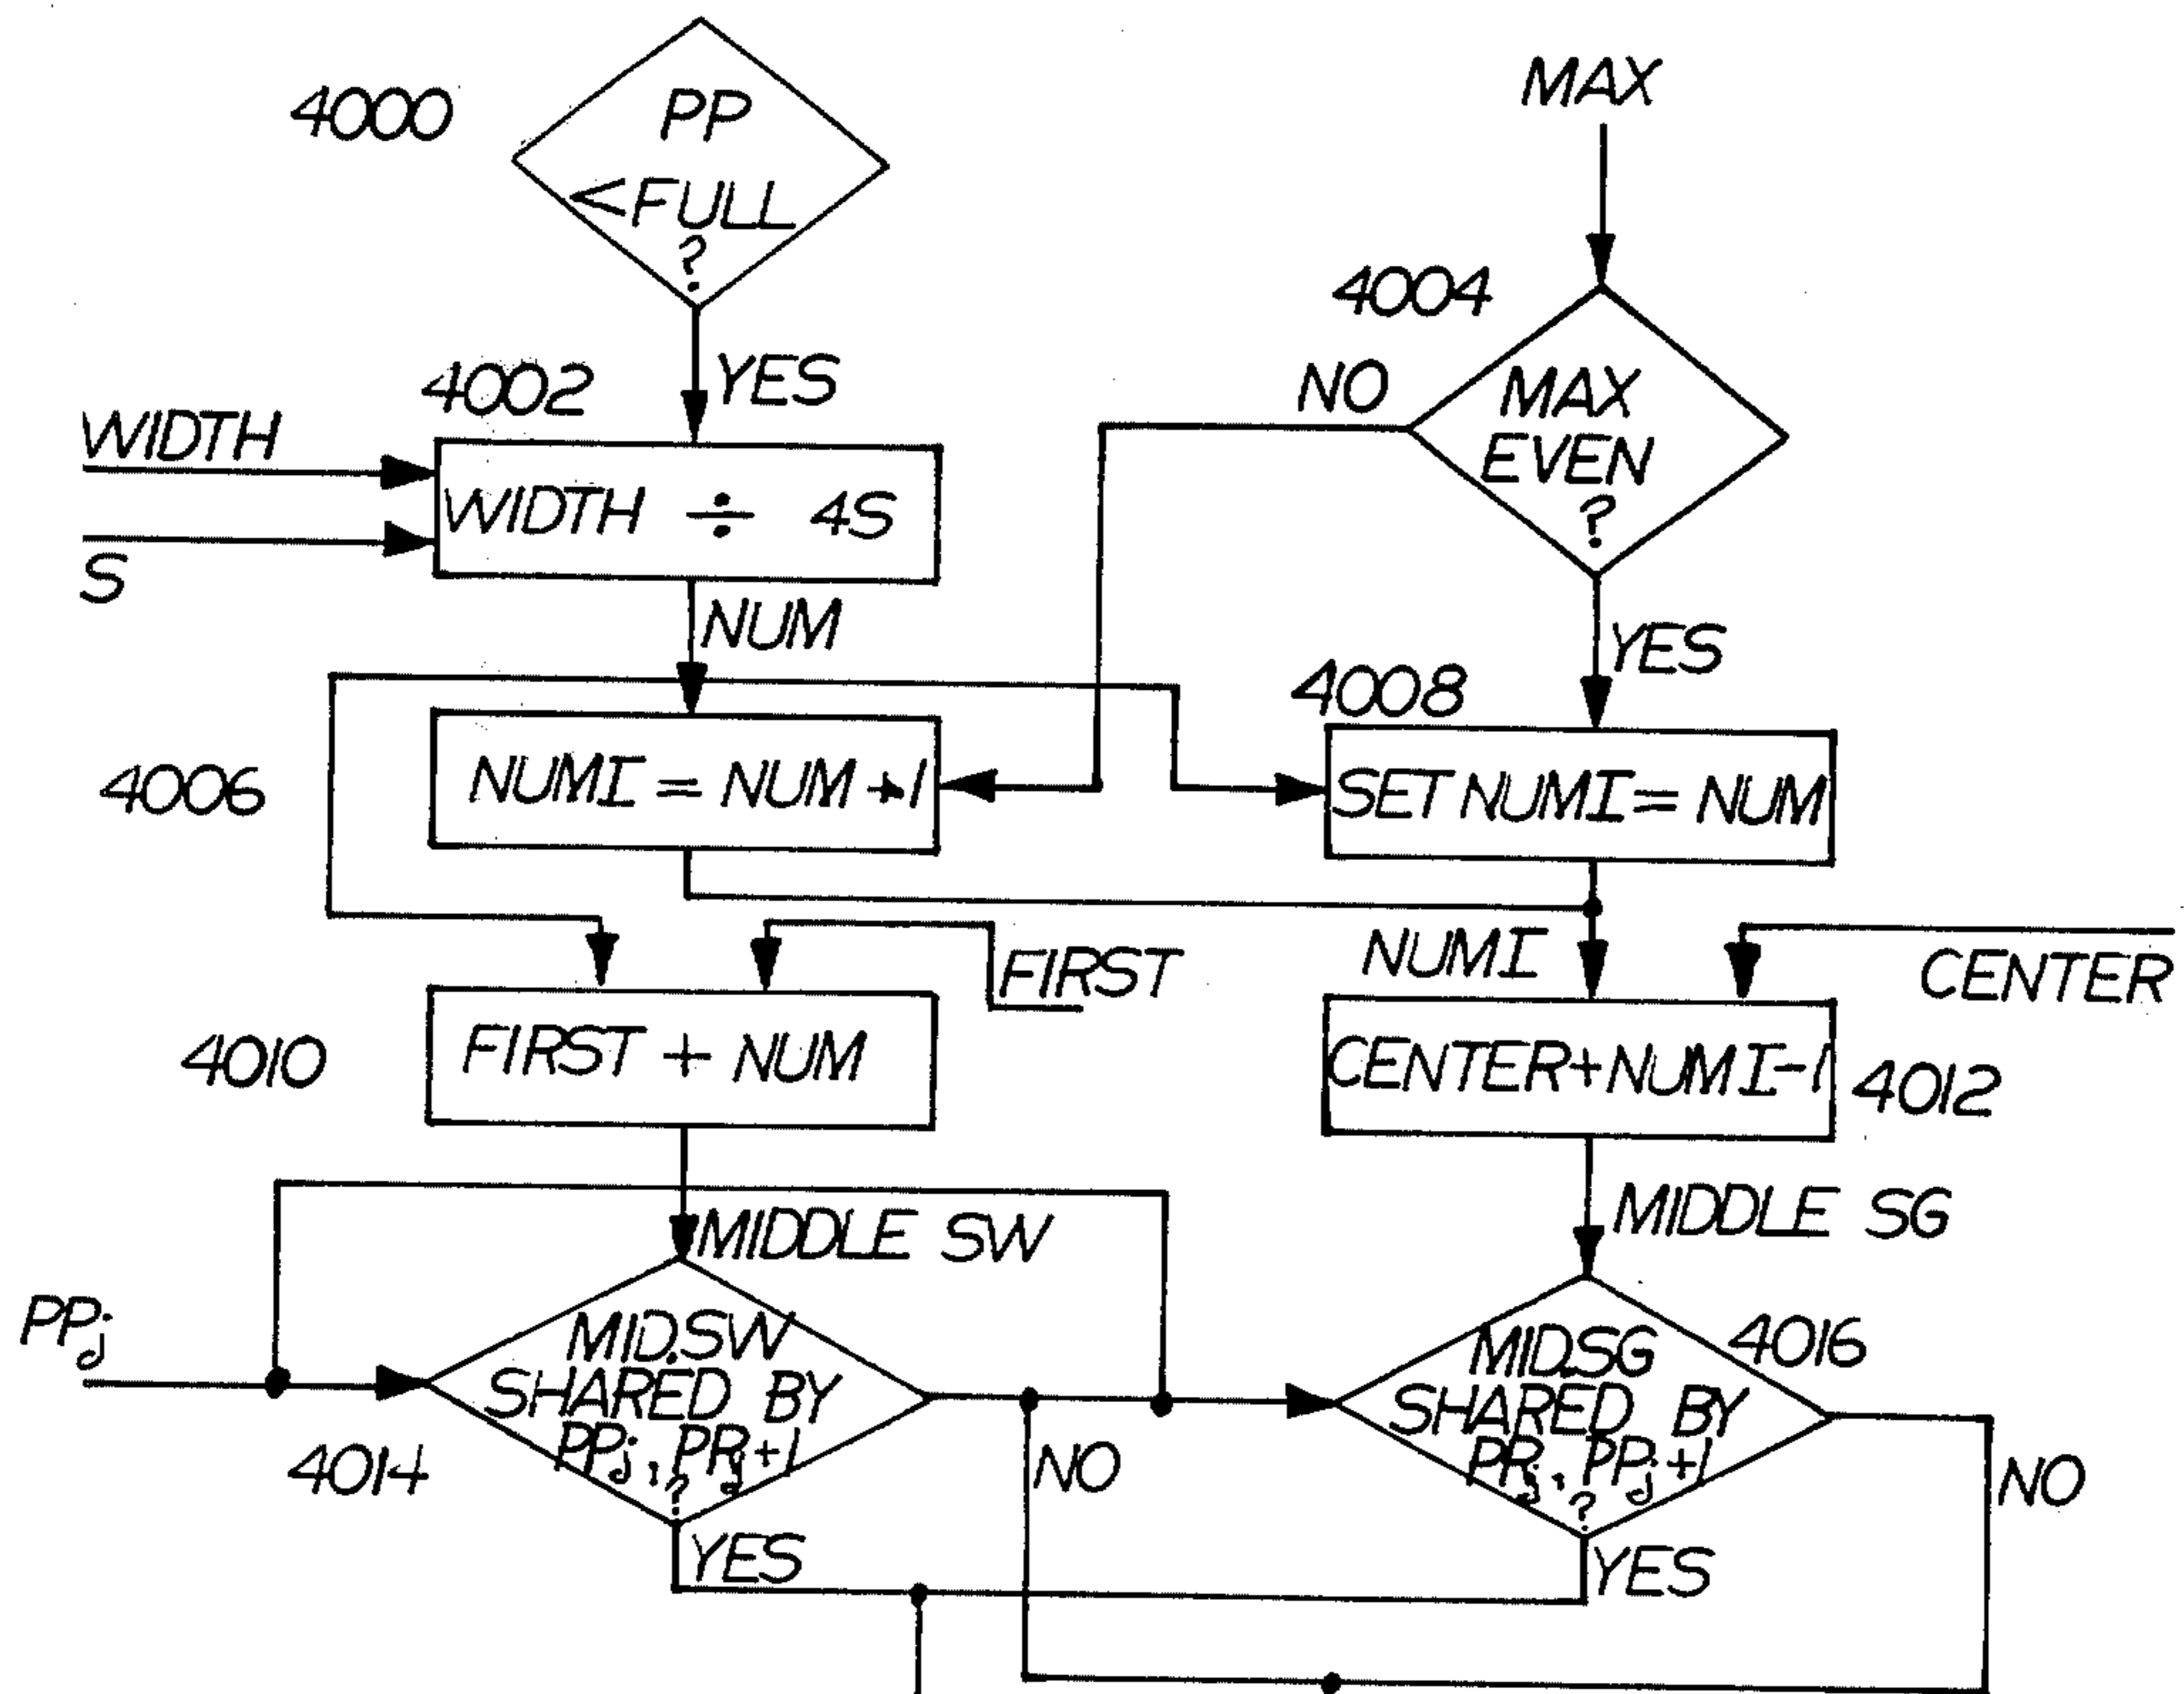 4000
PP
<FULL
?
MAX
4004
YES
4002
NO
MAX
EVEN
?
WIDTH
WIDTH ÷ 4S
S
NUM
YES
4008
4006
NUMI = NUM +1
SET NUMI = NUM
FIRST
NUMI
CENTER
4010
FIRST + NUM
CENTER+NUMI-1
4012
MIDDLE SW
MIDDLE SG
PPj
MID.SW
SHARED BY
PPj, PPj+1
?
4014
NO
MID.SG
SHARED BY
PPj, PPj+1
?
4016
NO
YES
YES